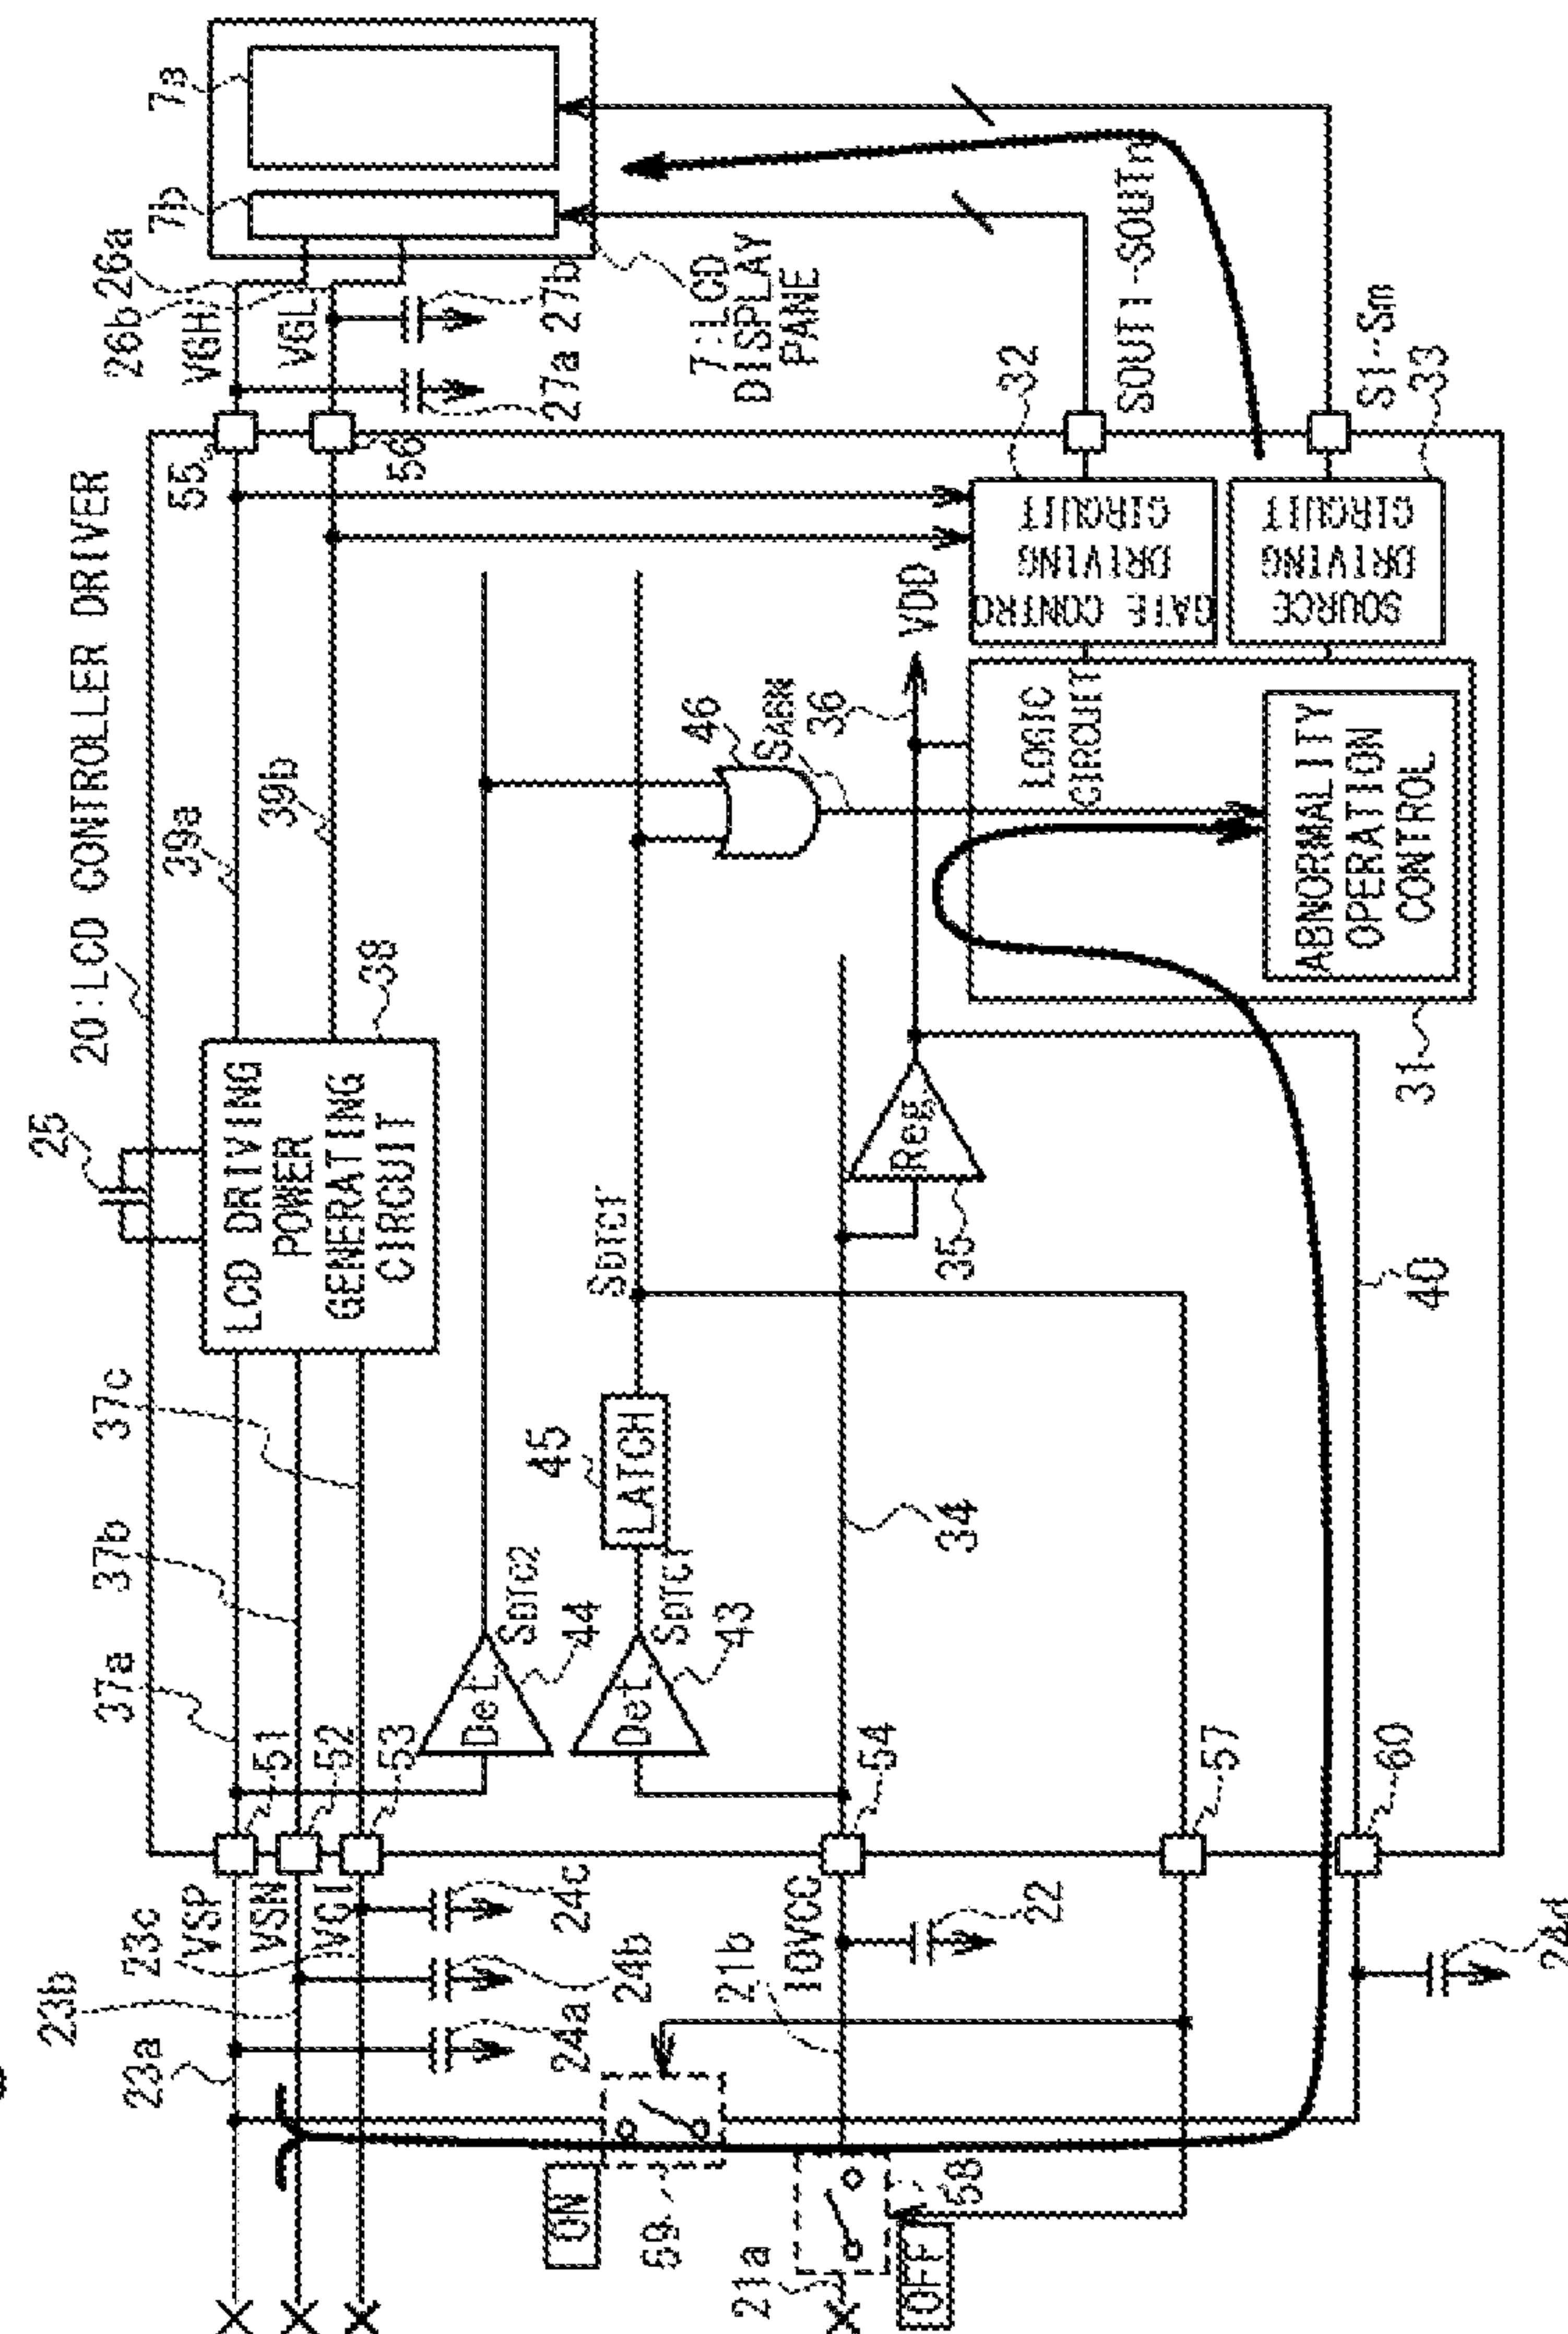 20:LCD CONTROLLER DRIVER
25
37a
37b
37c
LCD DRIVING
POWER
GENERATING
CIRCUIT
38
39a
39b
55
56
26b
26a
VGH
VGL
27a
27b
7b
7a
7:LCD
DISPLAY
PANE
23a
23b
23c
VSP
VSN
VCI
51
52
53
24a
24b
24c
Det
SDTC2
44
Det
SDTC1
43
45
LATCH
SDTC1'
46
SABN
36
VDD
21a
21b
IOVCC
22
54
34
35
Reg
LOGIC
CIRCUIT
ABNORMALITY
OPERATION
CONTROL
31
GATE CONTRO
DRIVING
CIRCUIT
32
SOURCE
DRIVING
CIRCUIT
33
SOUT1--SOUTn
S1--Sm
ON
59
OFF
58
57
60
40
24d